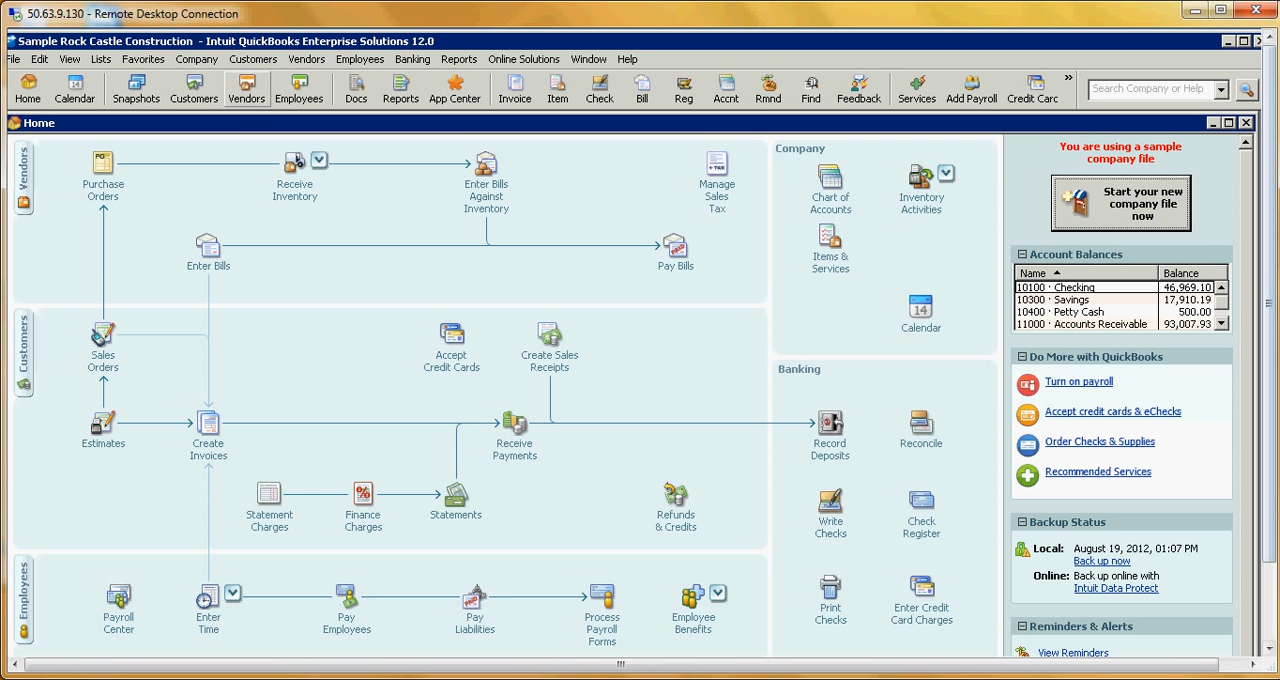 50.63.9.130 - Remote Desktop Connection
Sample Rock Castle Construction - Intuit QuickBooks Enterprise Solutions 12.0
File Edit View Lists Favorites Company Customers Vendors Employees Banking Reports Online Solutions Window Help
Home Calendar Snapshots Customers Vendors Employees Docs Reports App Center Invoice Item Check Bill Reg Accnt Rmnd Find Feedback Services Add Payroll Credit Carc »
Search Company or Help
Home
Vendors
Purchase
Orders
Receive
Inventory
Enter Bills
Against
Inventory
Manage
Sales
Tax
Enter Bills
Pay Bills
Customers
Sales
Orders
Accept
Credit Cards
Create Sales
Receipts
Estimates
Create
Invoices
Receive
Payments
Statement
Charges
Finance
Charges
Statements
Refunds
& Credits
Employees
Payroll
Center
Enter
Time
Pay
Employees
Pay
Liabilities
Process
Payroll
Forms
Employee
Benefits
Company
Chart of
Accounts
Inventory
Activities
Items &
Services
14
Calendar
Banking
Record
Deposits
Reconcile
Write
Checks
Check
Register
Print
Checks
Enter Credit
Card Charges
You are using a sample
company file
Start your new
company file
now
Account Balances
Name Balance
10100 · Checking 46,969.10
10300 · Savings 17,910.19
10400 · Petty Cash 500.00
11000 · Accounts Receivable 93,007.93
Do More with QuickBooks
Turn on payroll
Accept credit cards & eChecks
Order Checks & Supplies
Recommended Services
Backup Status
Local: August 19, 2012, 01:07 PM
Back up now
Online: Back up online with
Intuit Data Protect
Reminders & Alerts
View Reminders